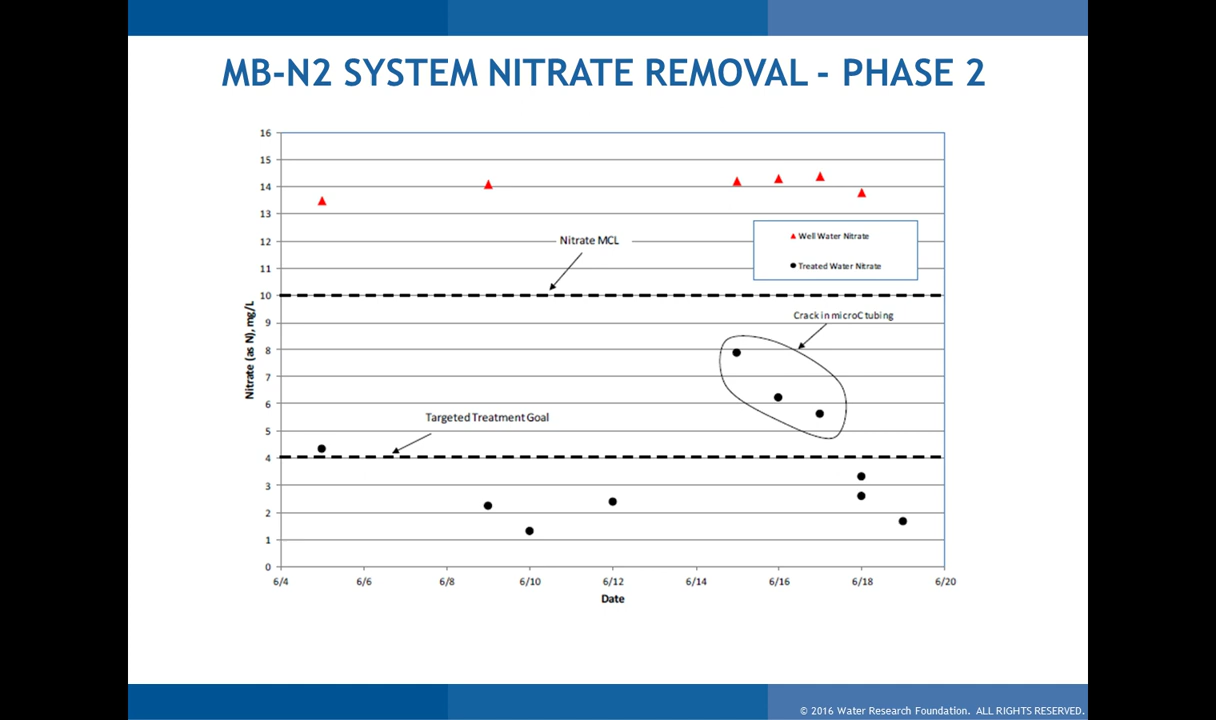 MB-N2 SYSTEM NITRATE REMOVAL - PHASE 2
16
15
14
13
12
11
10
9
8
7
6
5
4
3
2
1
0
Nitrate (as N), mg/L
Nitrate MCL
Well Water Nitrate
Treated Water Nitrate
Crack in microC tubing
Targeted Treatment Goal
6/4 6/6 6/8 6/10 6/12 6/14 6/16 6/18 6/20
Date
© 2016 Water Research Foundation. ALL RIGHTS RESERVED.